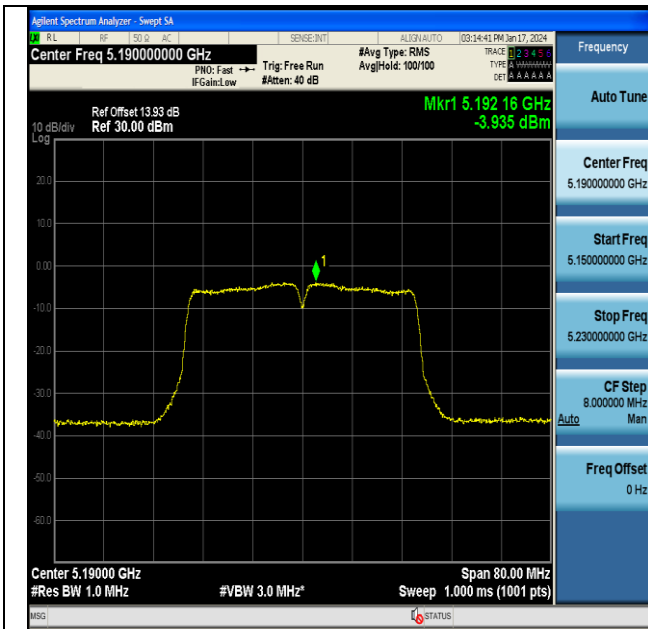 Agilent Spectrum Analyzer - Swept SA
RL RF 50 Ω AC SENSE:INT ALIGN AUTO 03:14:41 PM Jan 17, 2024
Center Freq 5.190000000 GHz
PNO: Fast
IFGain:Low
Trig: Free Run
#Atten: 40 dB
#Avg Type: RMS
Avg|Hold: 100/100
TRACE 1 2 3 4 5 6
TYPE A
DET A A A A A A
Frequency
Mkr1 5.192 16 GHz
-3.935 dBm
Ref Offset 13.93 dB
10 dB/div Ref 30.00 dBm
Log
20.0
10.0
0.00
-10.0
-20.0
-30.0
-40.0
-50.0
-60.0
1
Center 5.19000 GHz Span 80.00 MHz
#Res BW 1.0 MHz #VBW 3.0 MHz* Sweep 1.000 ms (1001 pts)
MSG STATUS
Auto Tune
Center Freq
5.190000000 GHz
Start Freq
5.150000000 GHz
Stop Freq
5.230000000 GHz
CF Step
8.000000 MHz
Auto Man
Freq Offset
0 Hz